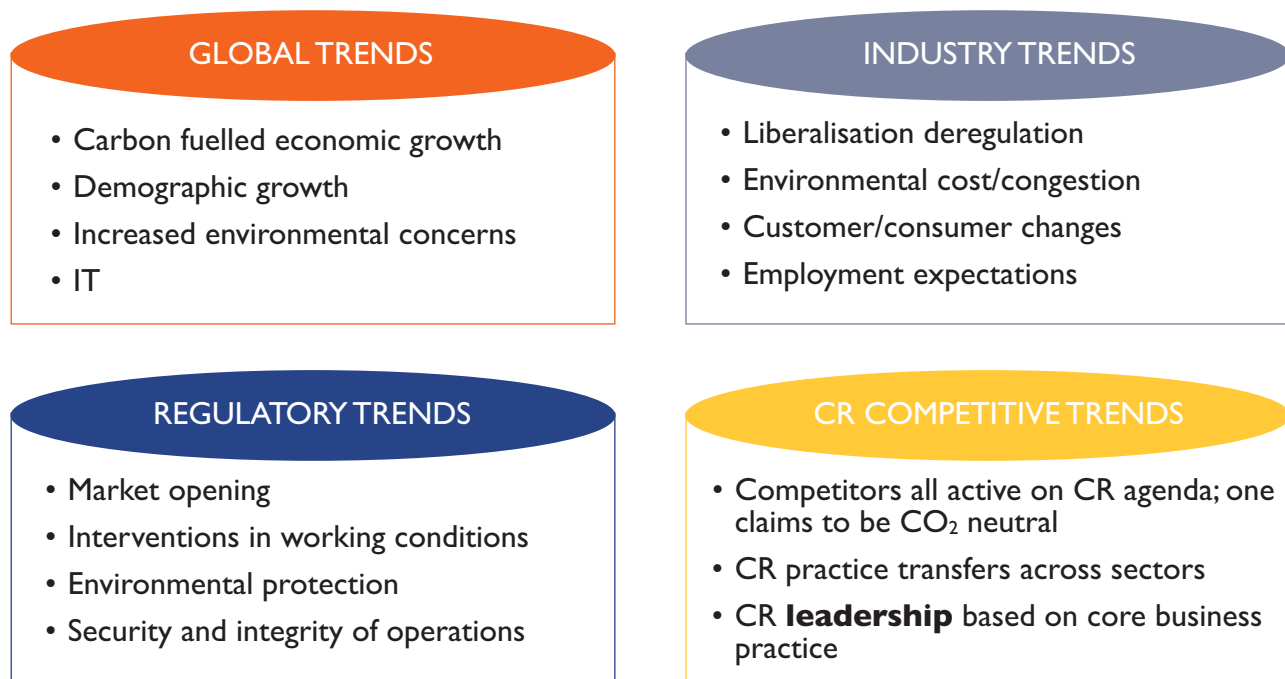 GLOBAL TRENDS
• Carbon fuelled economic growth
• Demographic growth
• Increased environmental concerns
• IT
INDUSTRY TRENDS
• Liberalisation deregulation
• Environmental cost/congestion
• Customer/consumer changes
• Employment expectations
REGULATORY TRENDS
• Market opening
• Interventions in working conditions
• Environmental protection
• Security and integrity of operations
CR COMPETITIVE TRENDS
• Competitors all active on CR agenda; one
claims to be CO₂ neutral
• CR practice transfers across sectors
• CR leadership based on core business
practice